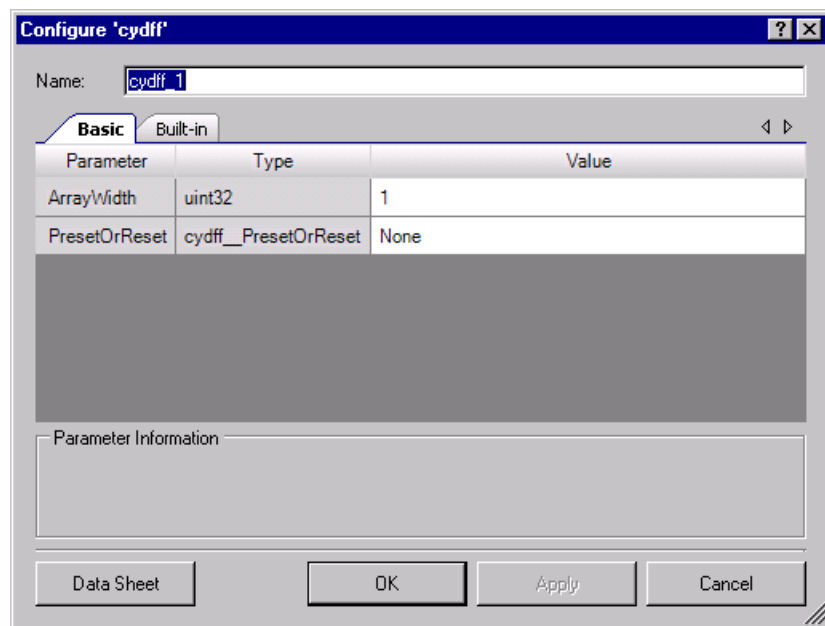 Configure 'cydff'
Name: cydff_1
Basic Built-in
Parameter Type Value
ArrayWidth uint32 1
PresetOrReset cydff__PresetOrReset None
Parameter Information
Data Sheet OK Apply Cancel